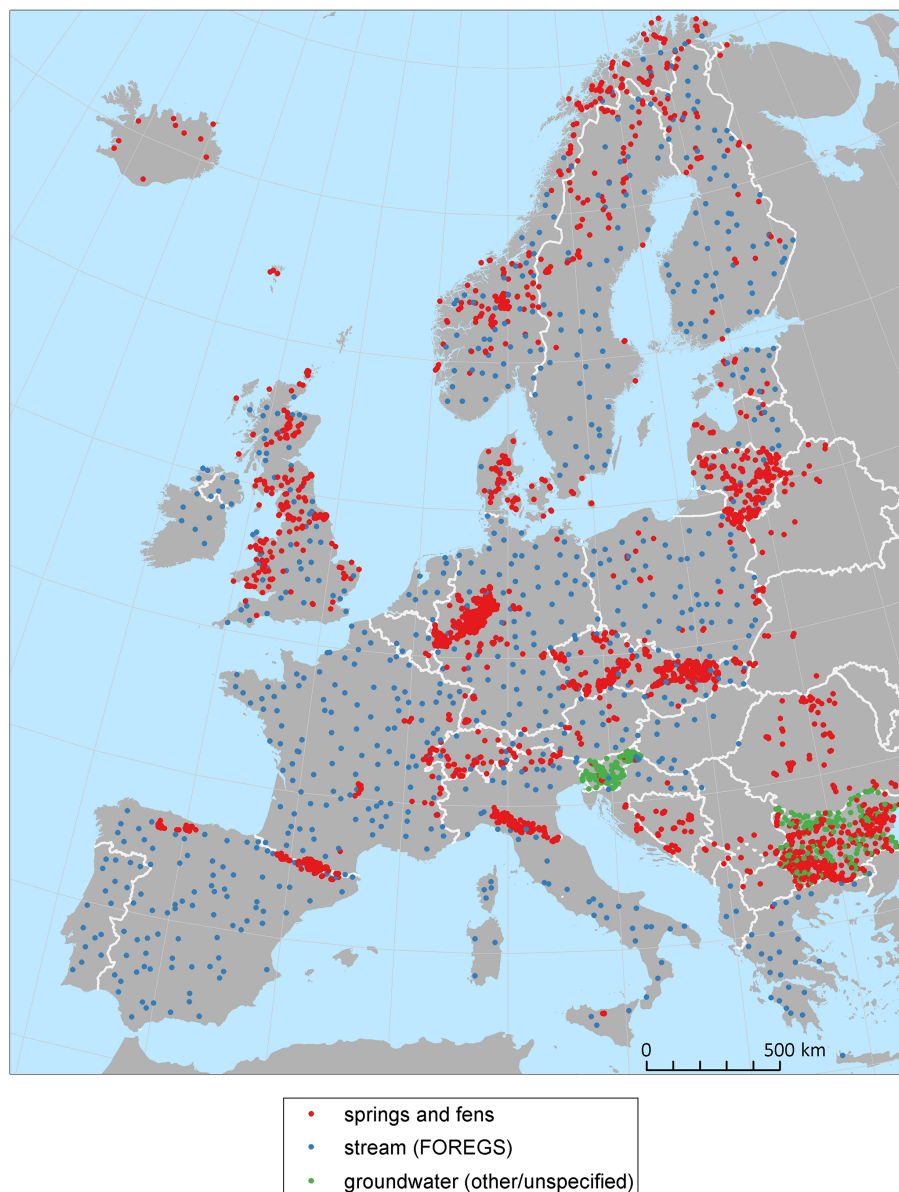 0 500 km
springs and fens
stream (FOREGS)
groundwater (other/unspecified)